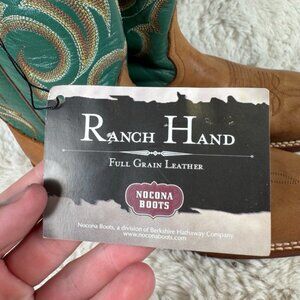 RANCH HAND
FULL GRAIN LEATHER
NOCONA
BOOTS
Nocona Boots, a division of Berkshire Hathaway Company.
www.noconaboots.com